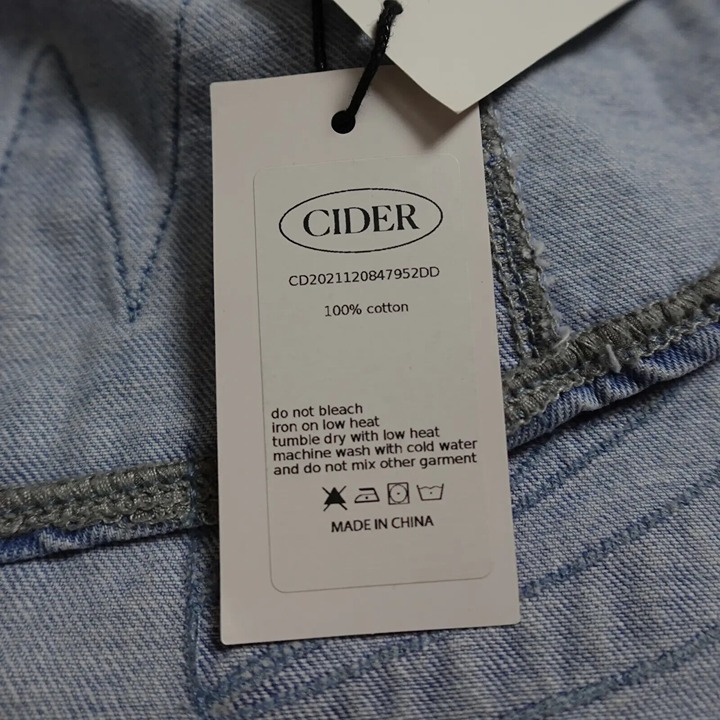 CIDER
CD2021120847952DD
100% cotton
do not bleach
iron on low heat
tumble dry with low heat
machine wash with cold water
and do not mix other garment
MADE IN CHINA